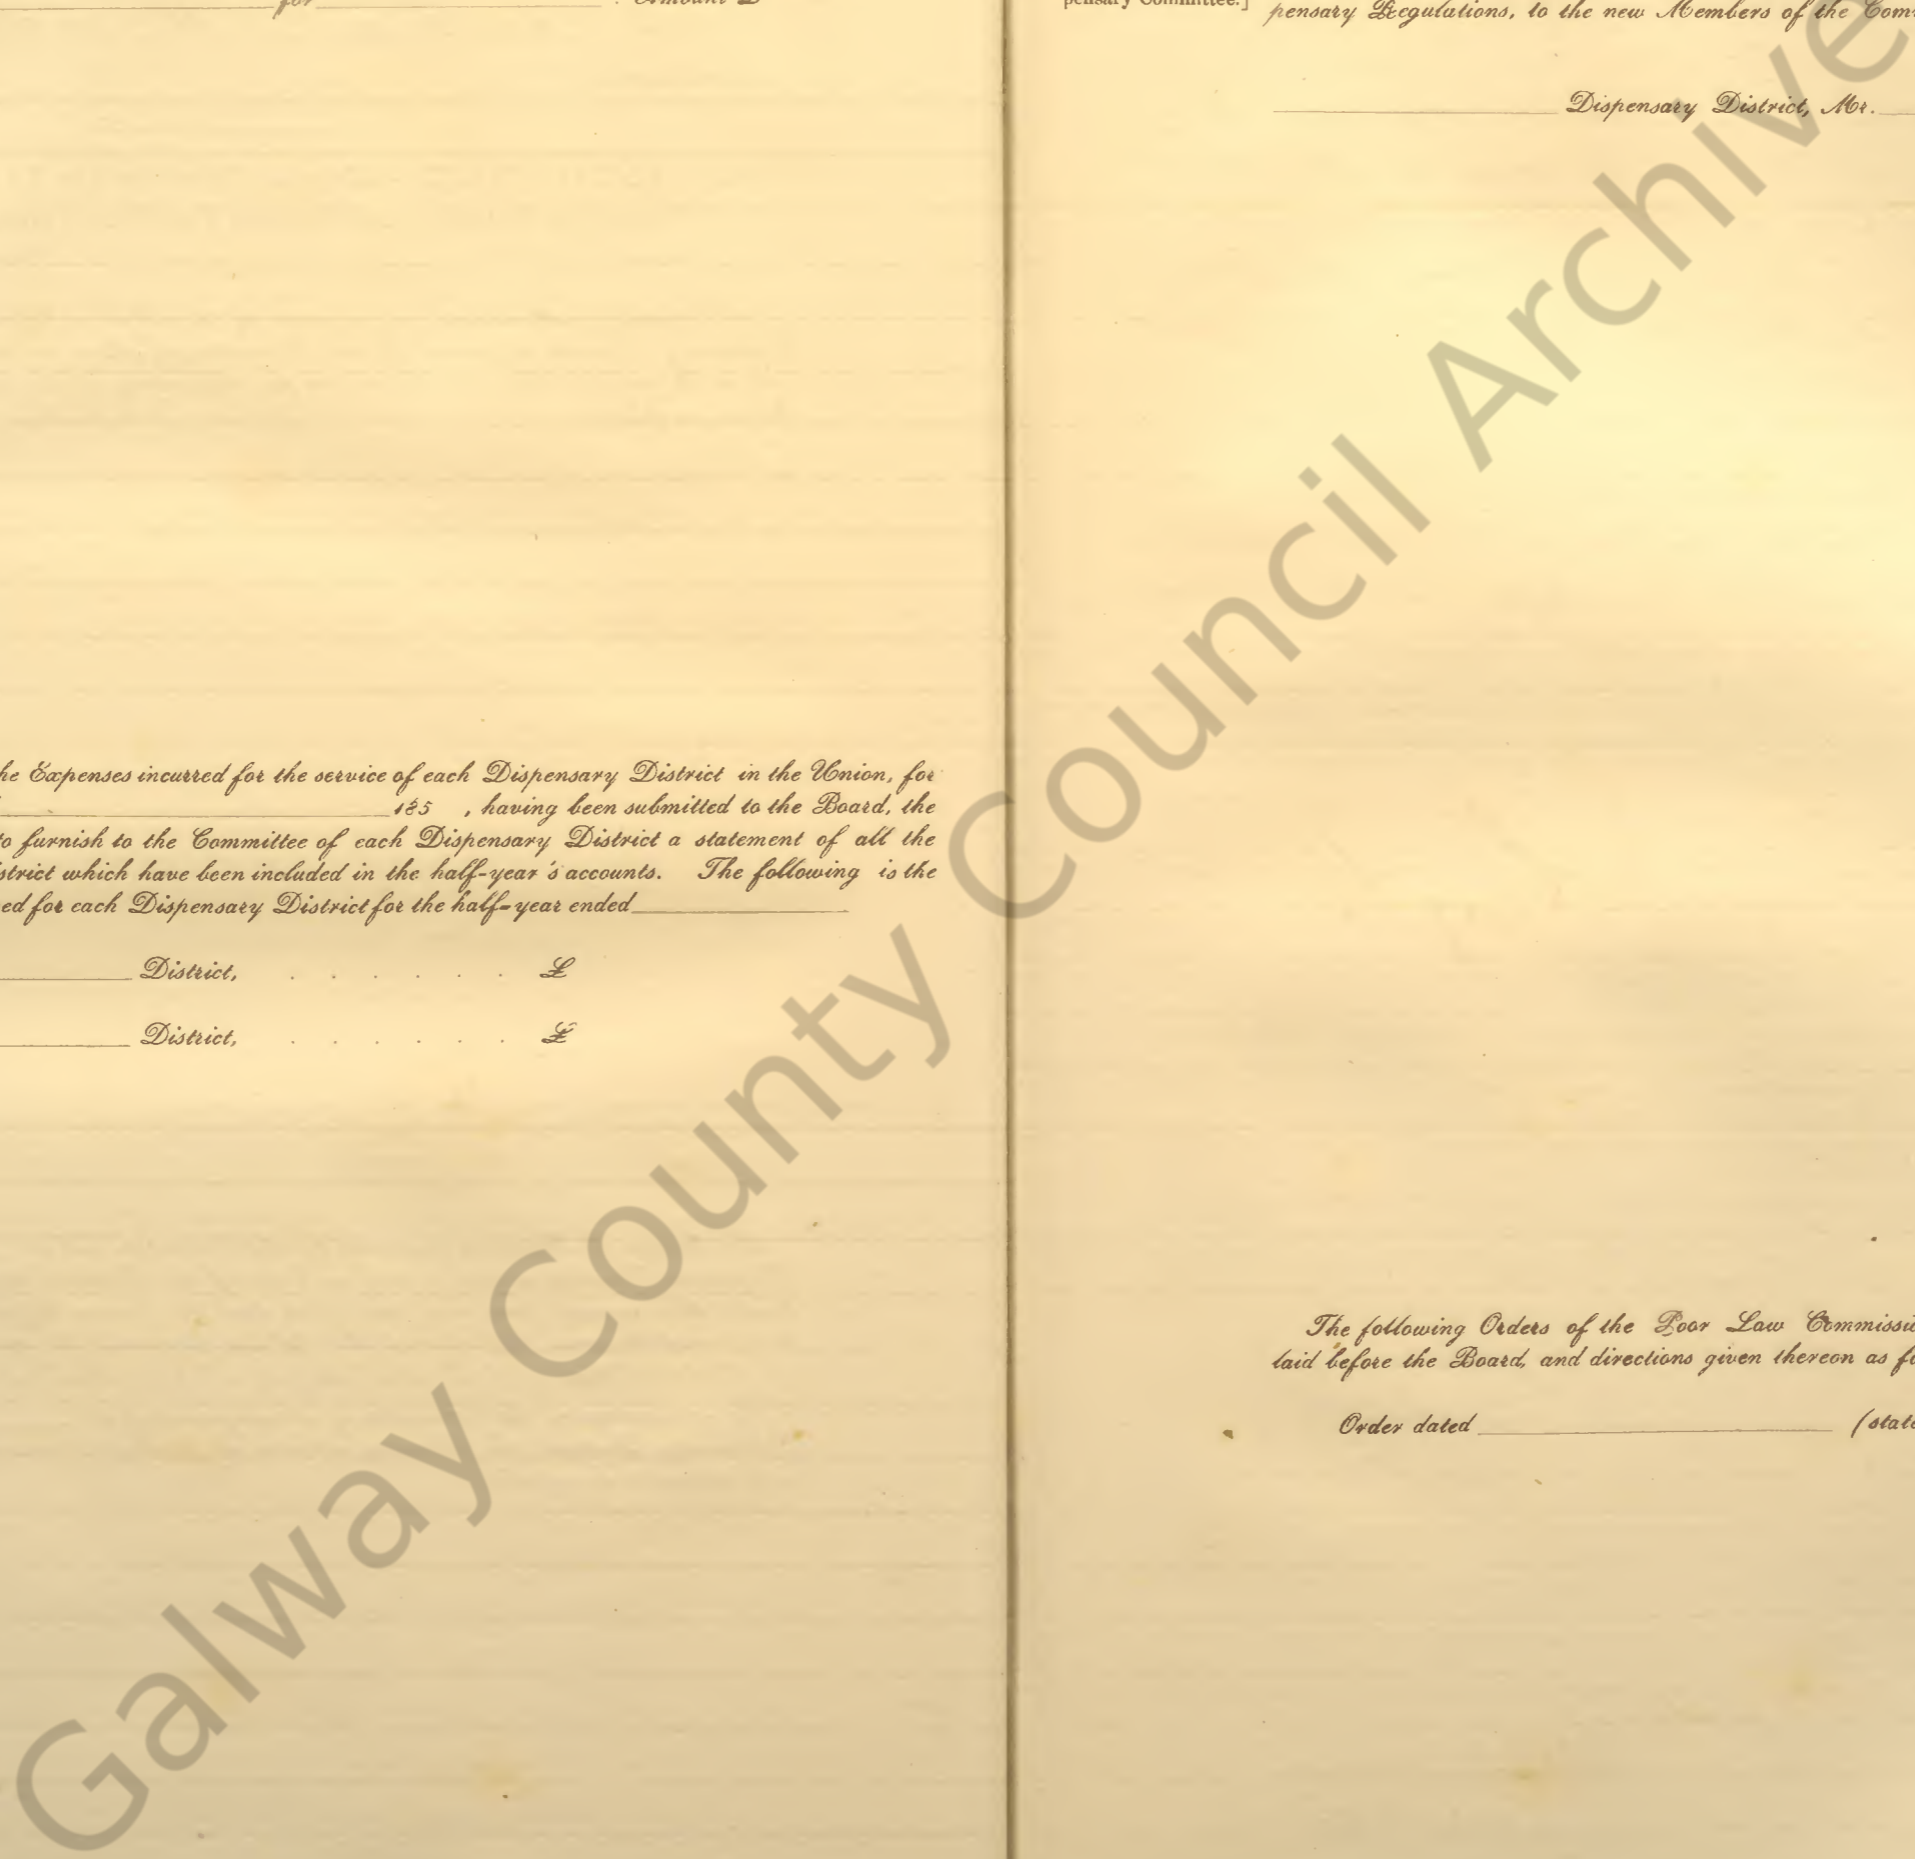 for
Amount £
he Expenses incurred for the service of each Dispensary District in the Union, for
185 , having been submitted to the Board, the
to furnish to the Committee of each Dispensary District a statement of all the
strict which have been included in the half-year's accounts. The following is the
ed for each Dispensary District for the half-year ended
District, . . . . . . £
District, . . . . . . £
pensary Committee.]
pensary Regulations, to the new Members of the Com
Dispensary District, Mr.
The following Orders of the Poor Law Commissi
laid before the Board, and directions given thereon as fo
Order dated (state
Galway County Council Archive